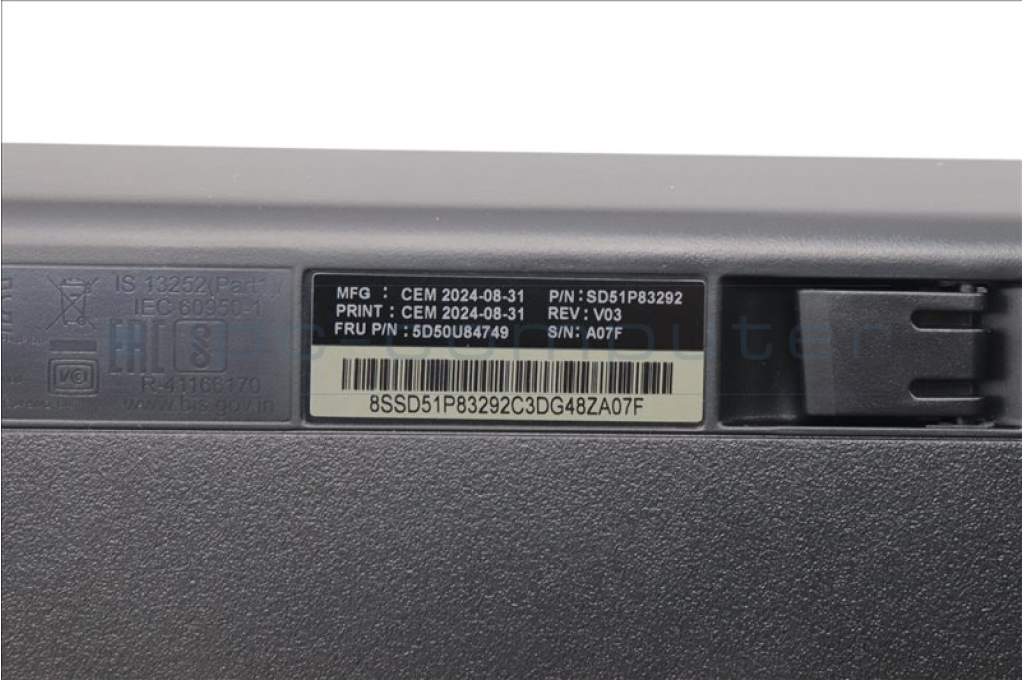 IS 13252(Part 1)/
IEC 60950-1
EAC
R-41166170
www.bis.gov.in
MFG : CEM 2024-08-31 P/N: SD51P83292
PRINT : CEM 2024-08-31 REV: V03
FRU P/N: 5D50U84749 S/N: A07F
8SSD51P83292C3DG48ZA07F